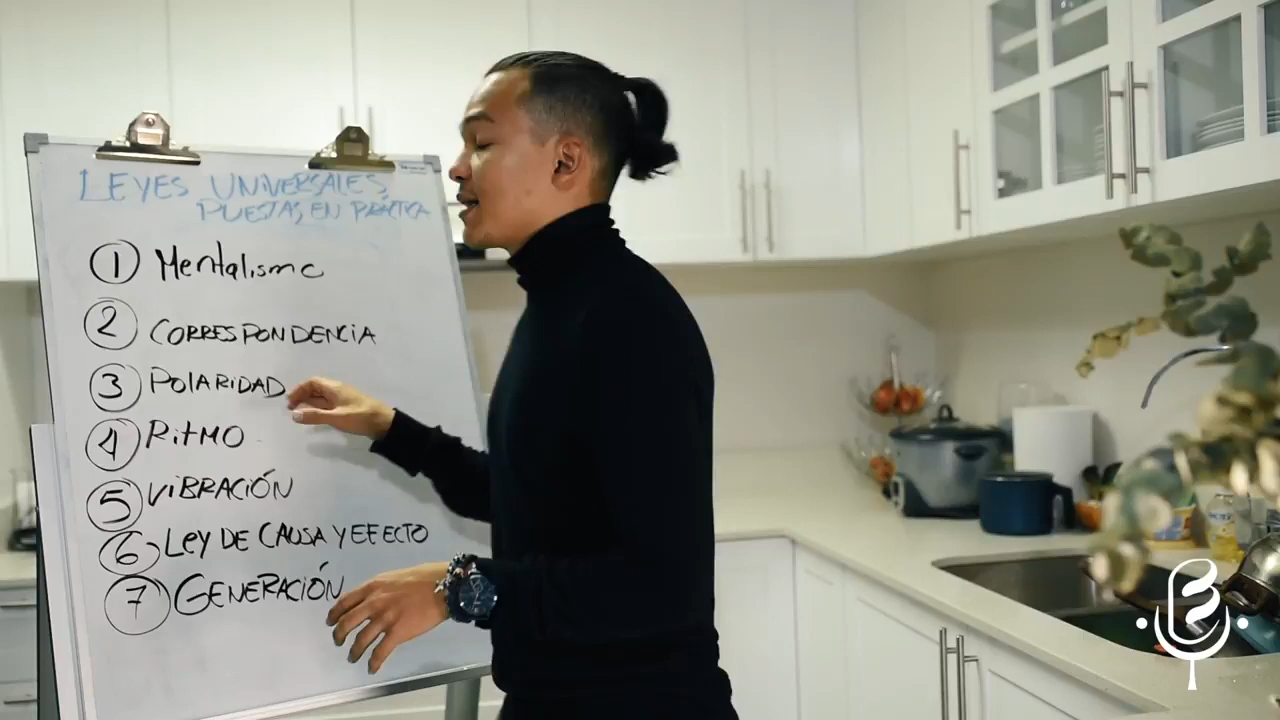 LEYES UNIVERSALES
PUESTAS EN PRÁCTICA
1 Mentalismo
2 CORRESPONDENCIA
3 POLARIDAD
4 RITMO
5 VIBRACIÓN
6 Ley DE CAUSA Y EFECTO
7 GENERACIÓN